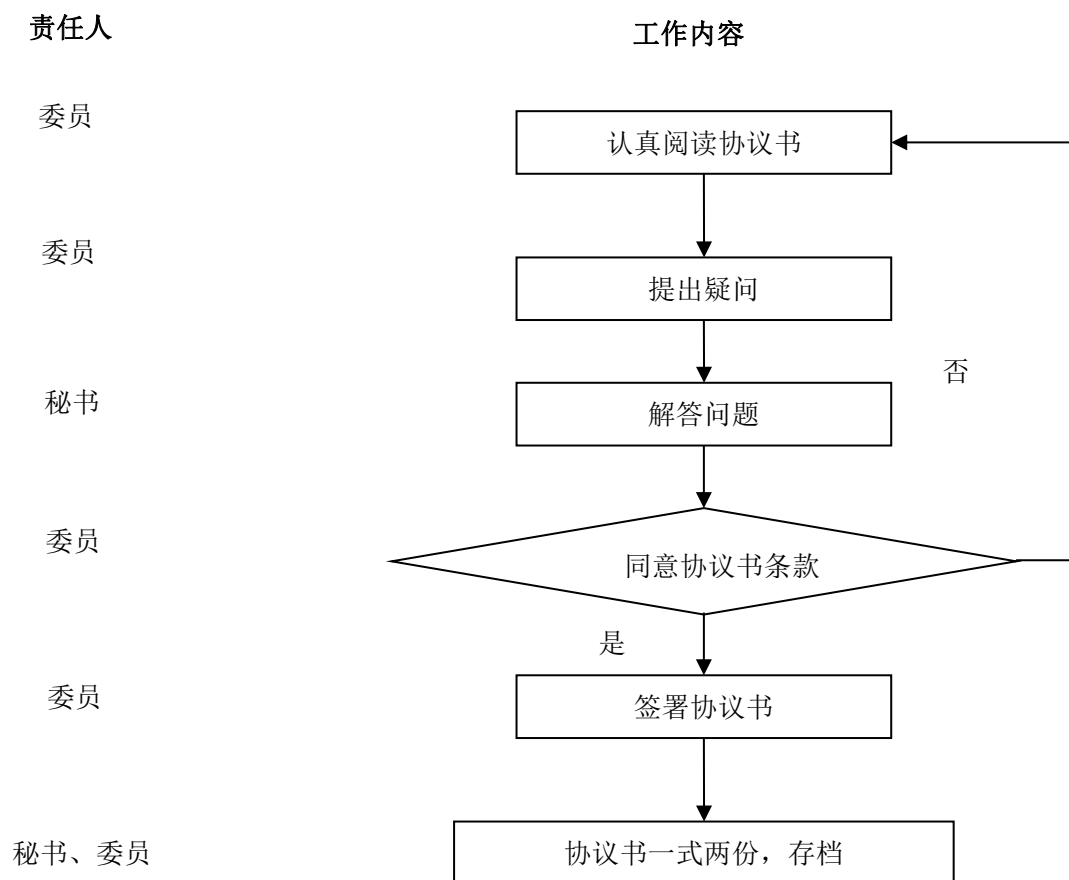 责任人
工作内容
委员
认真阅读协议书
委员
提出疑问
否
秘书
解答问题
委员
同意协议书条款
是
委员
签署协议书
秘书、委员
协议书一式两份，存档